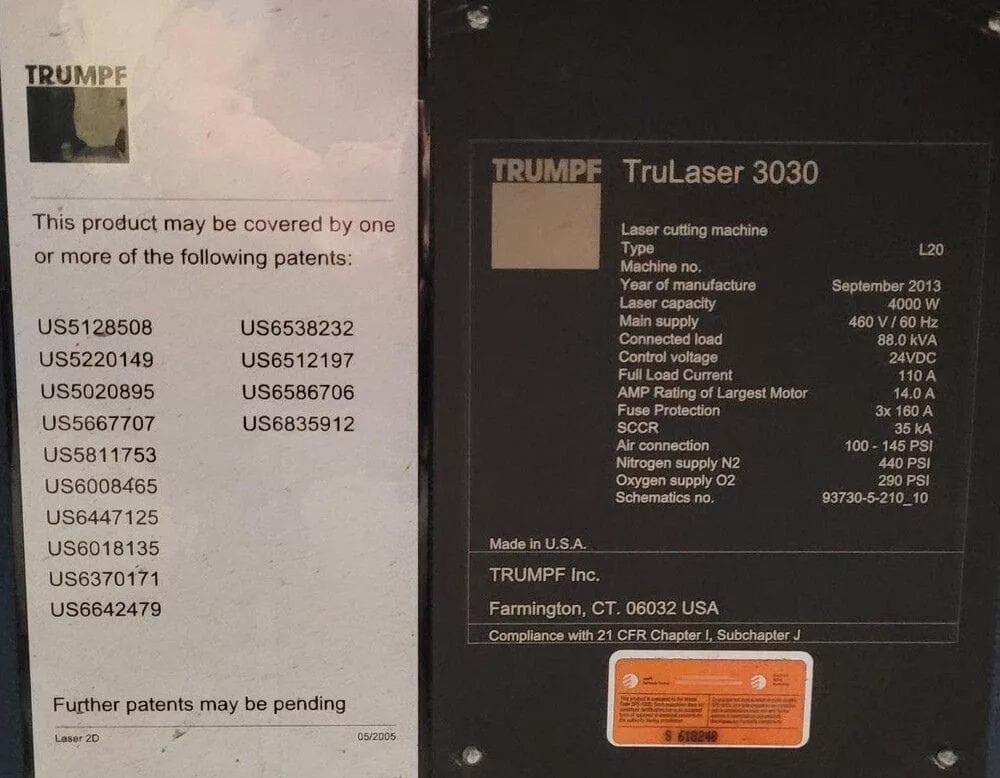 TRUMPF
This product may be covered by one
or more of the following patents:
US5128508 US6538232
US5220149 US6512197
US5020895 US6586706
US5667707 US6835912
US5811753
US6008465
US6447125
US6018135
US6370171
US6642479
Further patents may be pending
Laser 2D 05/2005
TRUMPF TruLaser 3030
Laser cutting machine
Type L20
Machine no.
Year of manufacture September 2013
Laser capacity 4000 W
Main supply 460 V / 60 Hz
Connected load 88.0 kVA
Control voltage 24VDC
Full Load Current 110 A
AMP Rating of Largest Motor 14.0 A
Fuse Protection 3x 160 A
SCCR 35 kA
Air connection 100 - 145 PSI
Nitrogen supply N2 440 PSI
Oxygen supply O2 290 PSI
Schematics no. 93730-5-210_10
Made in U.S.A.
TRUMPF Inc.
Farmington, CT. 06032 USA
Compliance with 21 CFR Chapter I, Subchapter J
S 618248